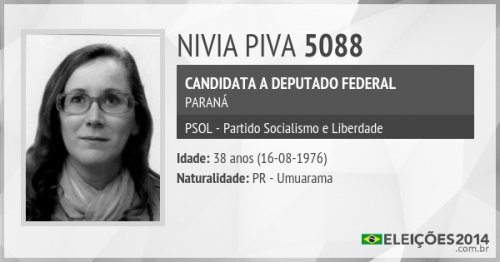 NIVIA PIVA 5088
CANDIDATA A DEPUTADO FEDERAL
PARANÁ
PSOL - Partido Socialismo e Liberdade
Idade: 38 anos (16-08-1976)
Naturalidade: PR - Umuarama
ELEIÇÕES2014
.com.br